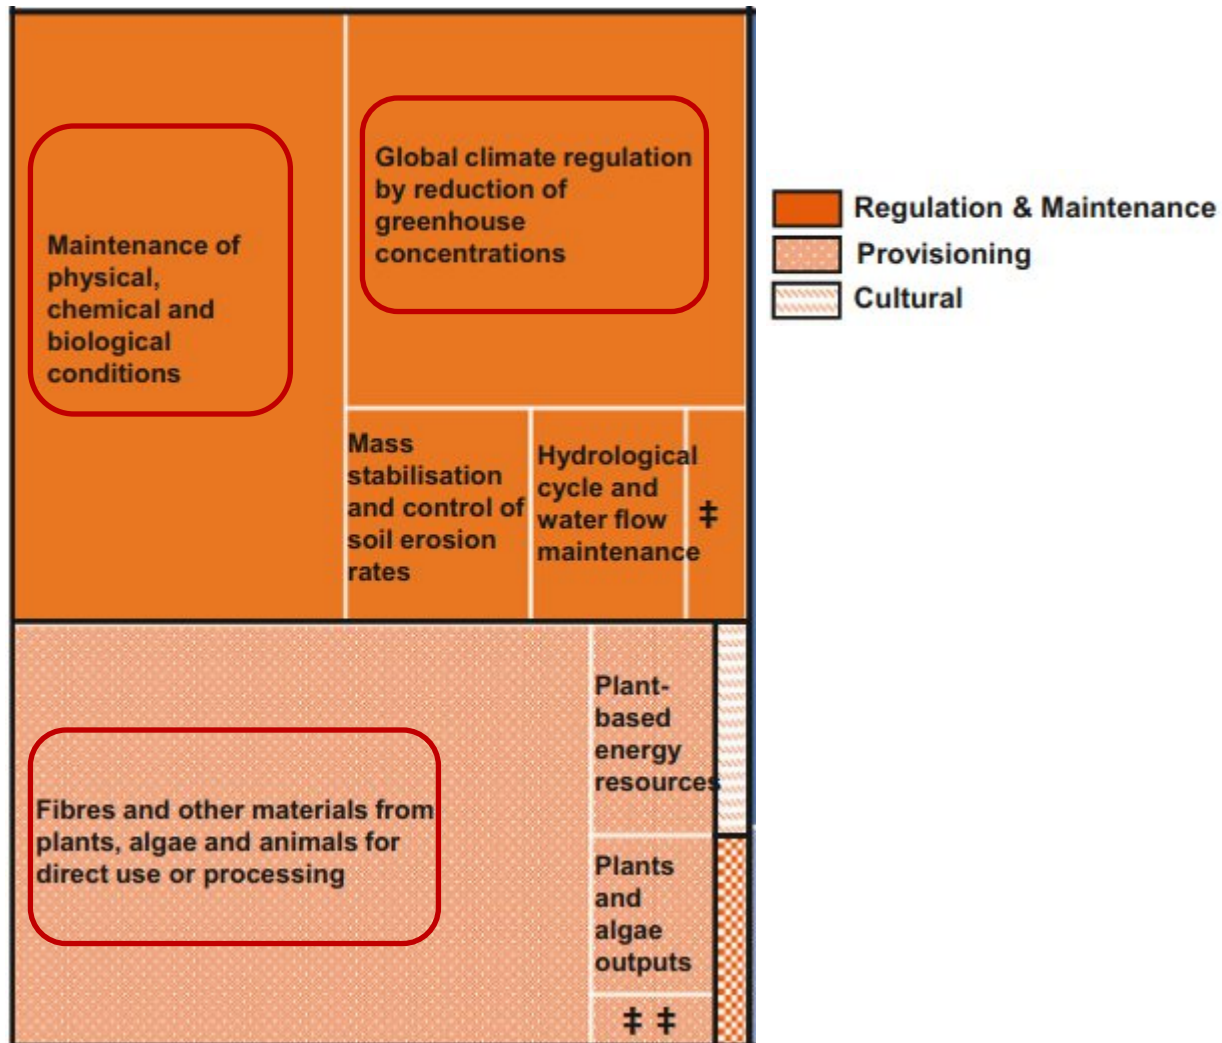 Maintenance of
physical,
chemical and
biological
conditions
Global climate regulation
by reduction of
greenhouse
concentrations
Mass
stabilisation
and control of
soil erosion
rates
Hydrological
cycle and
water flow
maintenance
‡
Fibres and other materials from
plants, algae and animals for
direct use or processing
Plant-
based
energy
resources
Plants
and
algae
outputs
‡ ‡
Regulation & Maintenance
Provisioning
Cultural